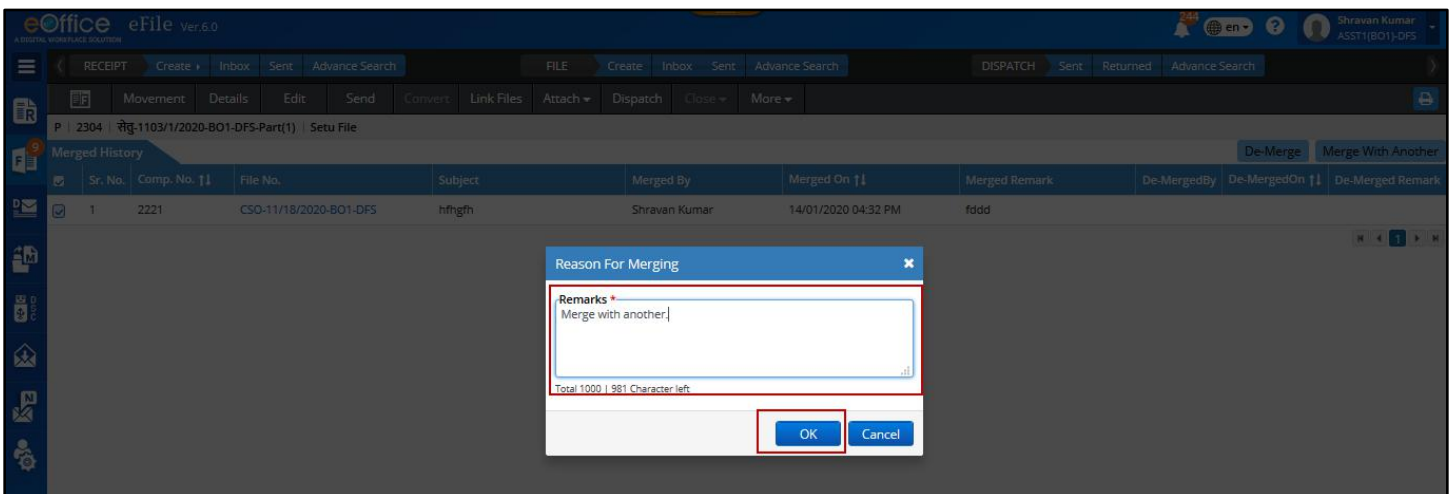 eOffice eFile Ver.6.0 244 en ? Shravan Kumar
A DIGITAL WORKPLACE SOLUTION ASST1(BO1)-DFS
RECEIPT Create Inbox Sent Advance Search FILE Create Inbox Sent Advance Search DISPATCH Sent Returned Advance Search
Movement Details Edit Send Convert Link Files Attach Dispatch Close More
P | 2304 | सेतु-1103/1/2020-BO1-DFS-Part(1) | Setu File
9
Merged History De-Merge Merge With Another
Sr. No. Comp. No. File No. Subject Merged By Merged On Merged Remark De-MergedBy De-MergedOn De-Merged Remark
1 2221 CSO-11/18/2020-BO1-DFS hfhgfh Shravan Kumar 14/01/2020 04:32 PM fddd
1
Reason For Merging
Remarks *
Merge with another.
Total 1000 | 981 Character left
OK Cancel
R
F
D
M
DSC
N